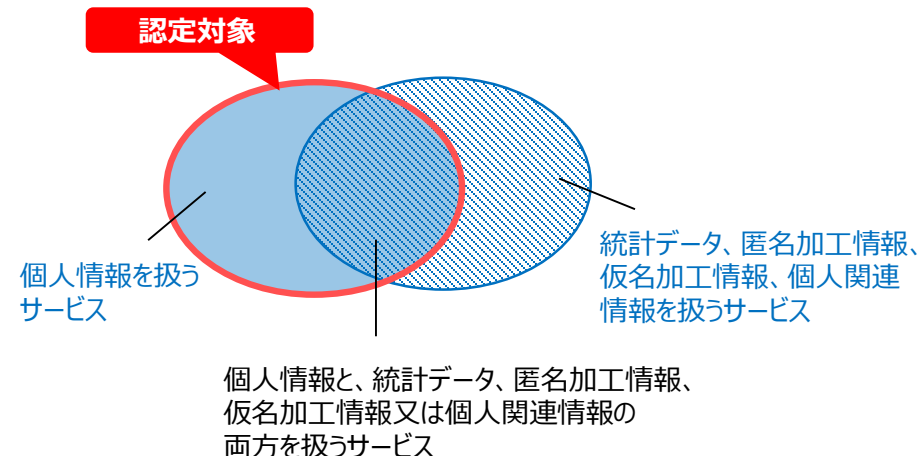 認定対象
個人情報を扱う
サービス
統計データ、匿名加工情報、
仮名加工情報、個人関連
情報を扱うサービス
個人情報と、統計データ、匿名加工情報、
仮名加工情報又は個人関連情報の
両方を扱うサービス